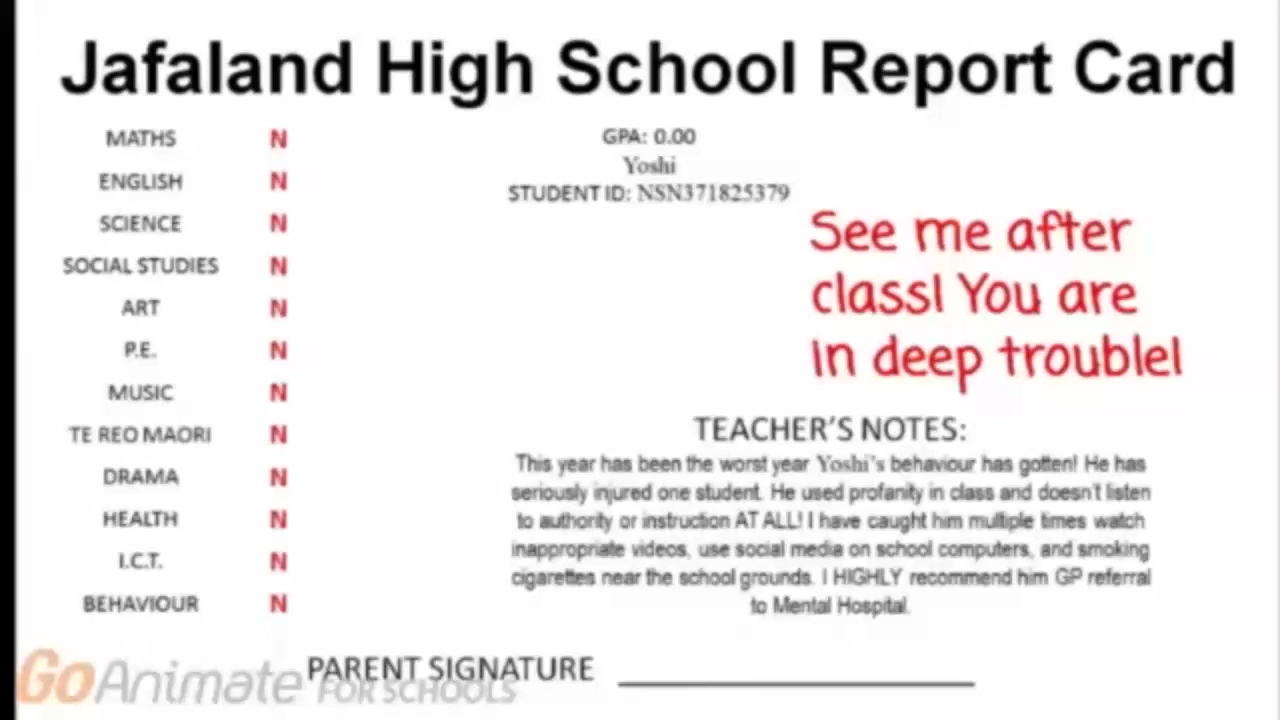 Jafaland High School Report Card
MATHS N
ENGLISH N
SCIENCE N
SOCIAL STUDIES N
ART N
P.E. N
MUSIC N
TE REO MAORI N
DRAMA N
HEALTH N
I.C.T. N
BEHAVIOUR N
GPA: 0.00
Yoshi
STUDENT ID: NSN371825379
See me after
class! You are
in deep trouble!
TEACHER'S NOTES:
This year has been the worst year Yoshi's behaviour has gotten! He has
seriously injured one student. He used profanity in class and doesn't listen
to authority or instruction AT ALL! I have caught him multiple times watch
inappropriate videos, use social media on school computers, and smoking
cigarettes near the school grounds. I HIGHLY recommend him GP referral
to Mental Hospital.
PARENT SIGNATURE
GoAnimate FOR SCHOOLS